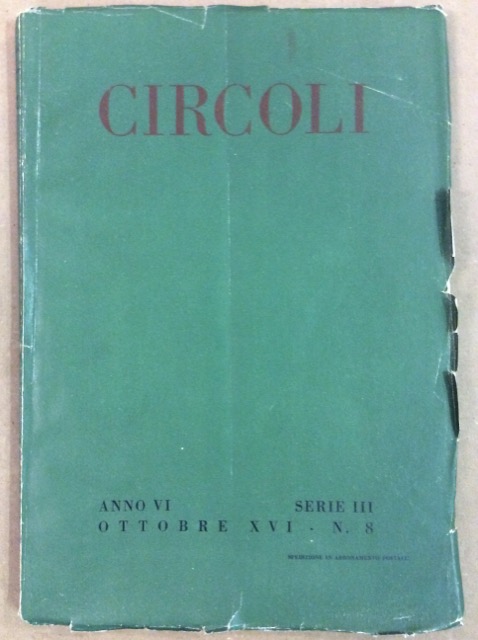 CIRCOLI
ANNO VI SERIE III
OTTOBRE XVI - N. 8
SPEDIZIONE IN ABBONAMENTO POSTALE